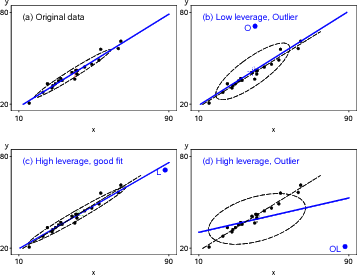 y
y
80
(a) Original data
80
(b) Low leverage, Outlier
O
20
20
10
90
10
90
x
x
y
y
80
(c) High leverage, good fit
80
(d) High leverage, Outlier
L
OL
20
20
10
90
10
90
x
x